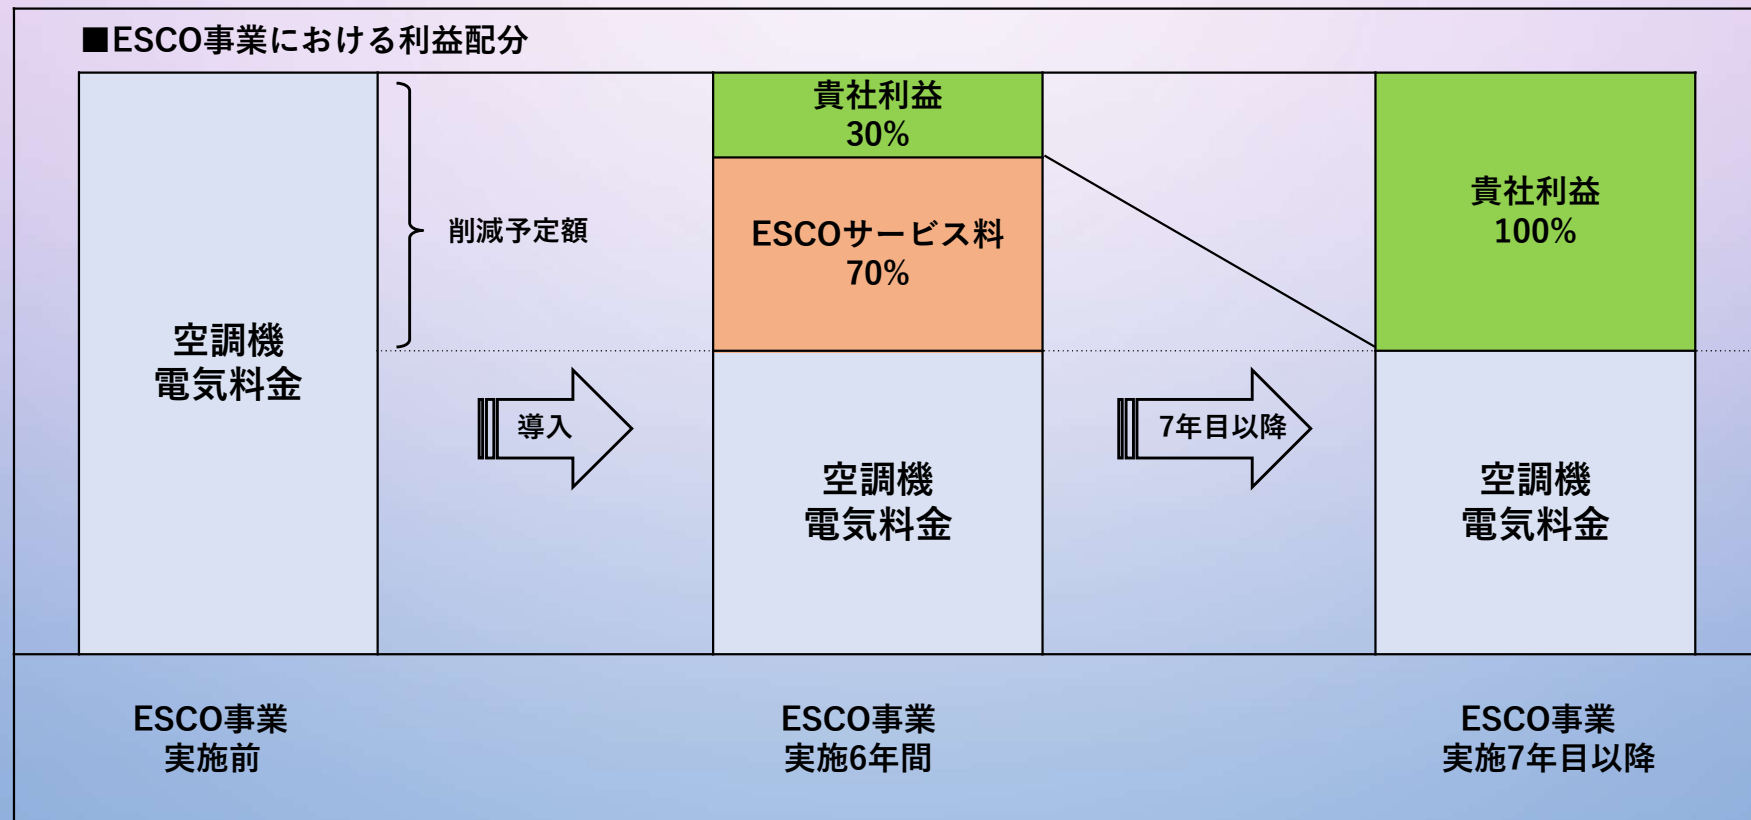 ■ESCO事業における利益配分
空調機
電気料金
削減予定額
導入
貴社利益
30%
ESCOサービス料
70%
空調機
電気料金
7年目以降
貴社利益
100%
空調機
電気料金
ESCO事業
実施前
ESCO事業
実施6年間
ESCO事業
実施7年目以降